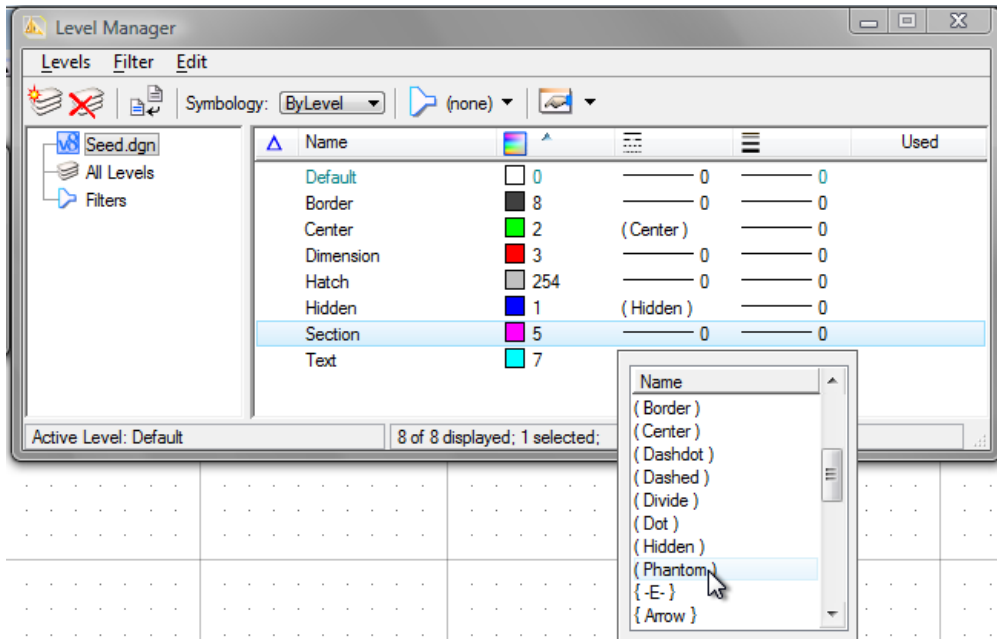 Level Manager
Levels Filter Edit
Symbology: ByLevel (none)
v8 Seed.dgn
All Levels
Filters
Name Used
Default 0 0 0
Border 8 0 0
Center 2 ( Center ) 0
Dimension 3 0 0
Hatch 254 0 0
Hidden 1 ( Hidden ) 0
Section 5 0 0
Text 7
Name
( Border )
( Center )
( Dashdot )
( Dashed )
( Divide )
( Dot )
( Hidden )
( Phantom )
{ -E- }
{ Arrow }
Active Level: Default 8 of 8 displayed; 1 selected;